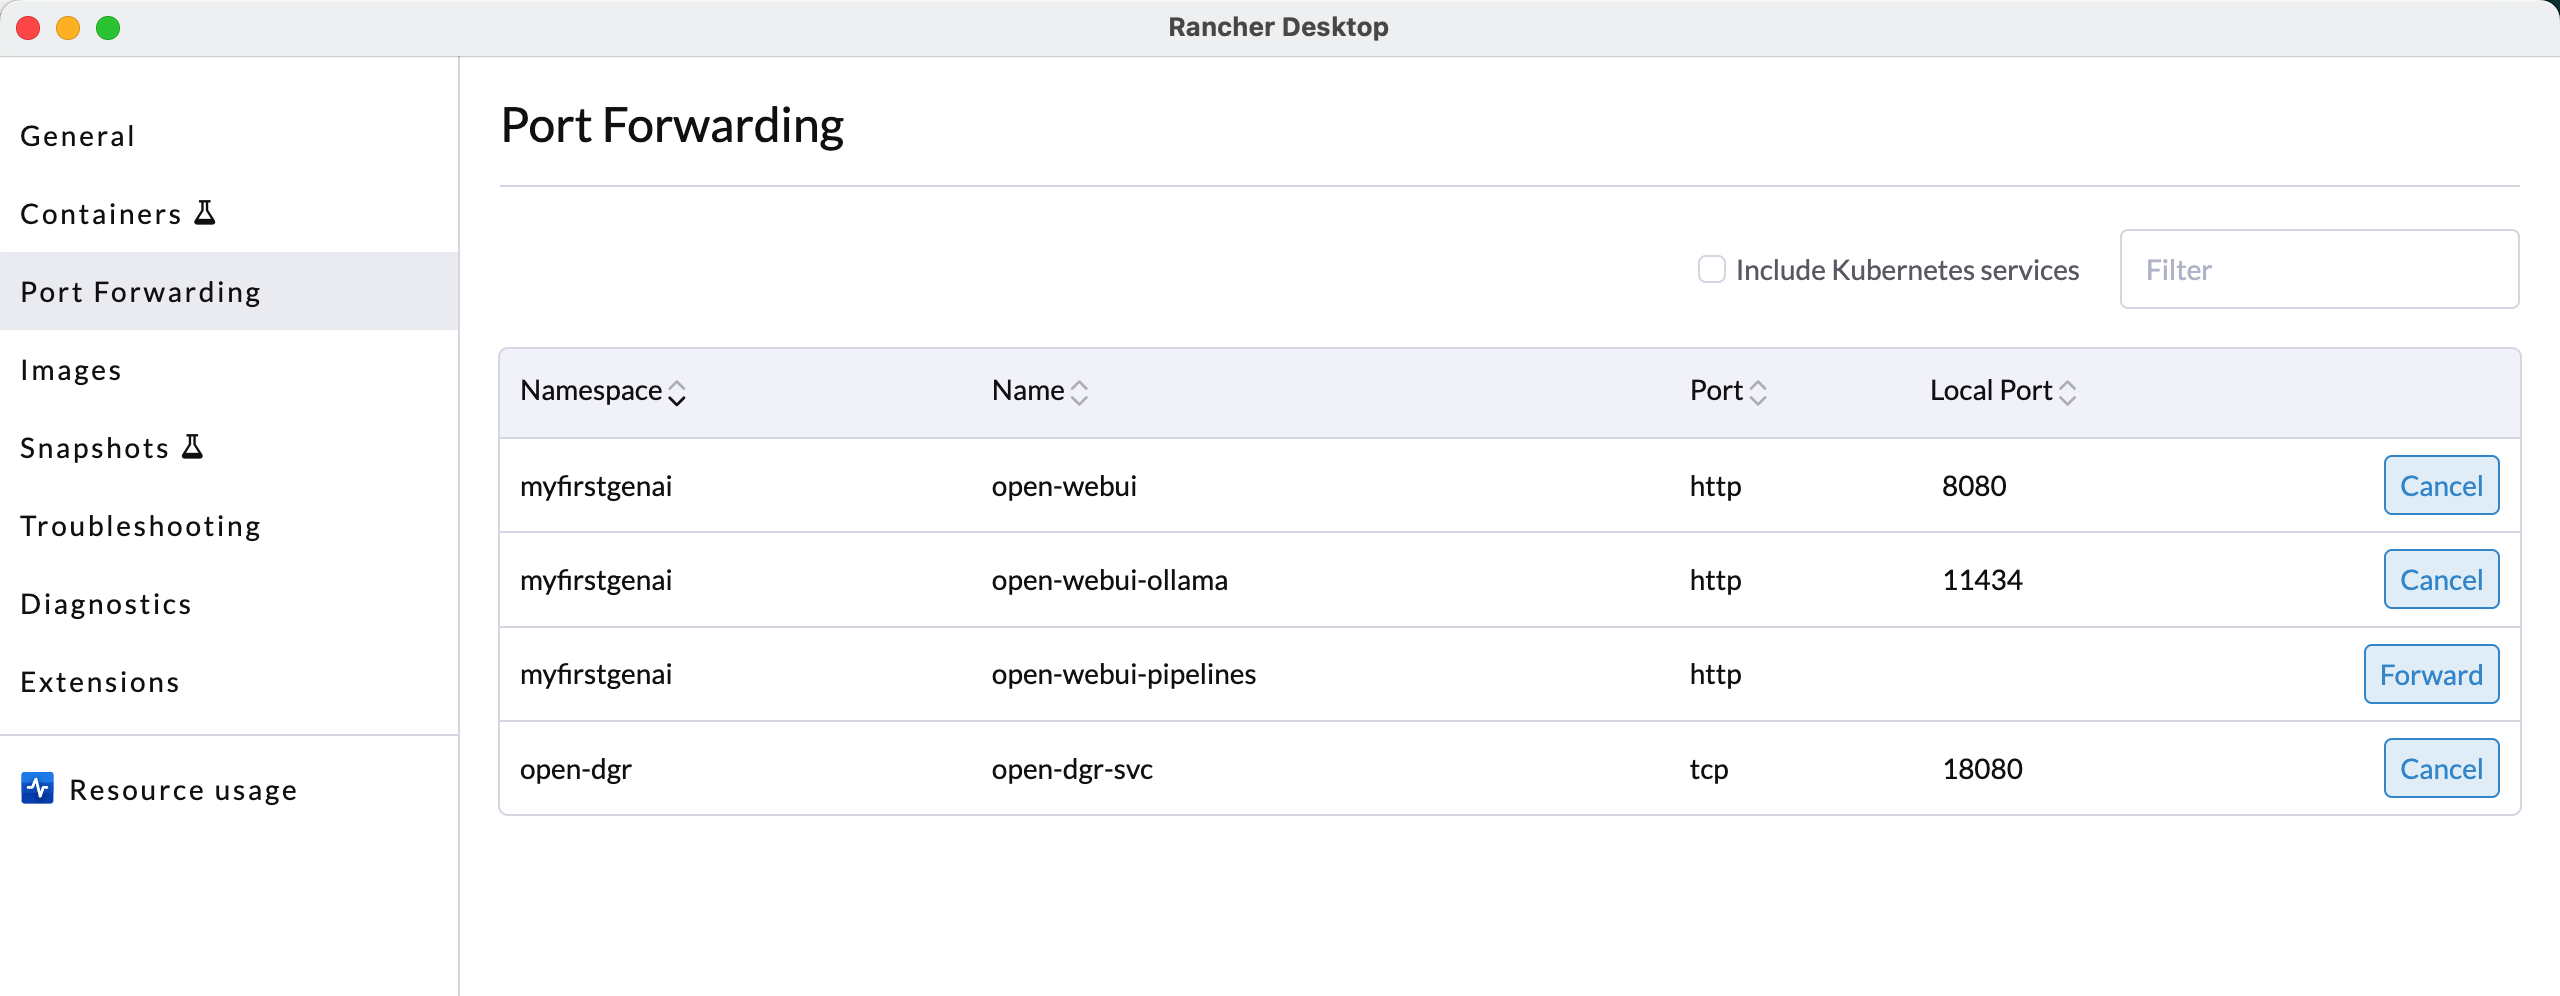 Rancher Desktop
General
Containers
Port Forwarding
Images
Snapshots
Troubleshooting
Diagnostics
Extensions
Resource usage
Port Forwarding
Include Kubernetes services
Filter
Namespace Name Port Local Port
myfirstgenai open-webui http 8080 Cancel
myfirstgenai open-webui-ollama http 11434 Cancel
myfirstgenai open-webui-pipelines http Forward
open-dgr open-dgr-svc tcp 18080 Cancel